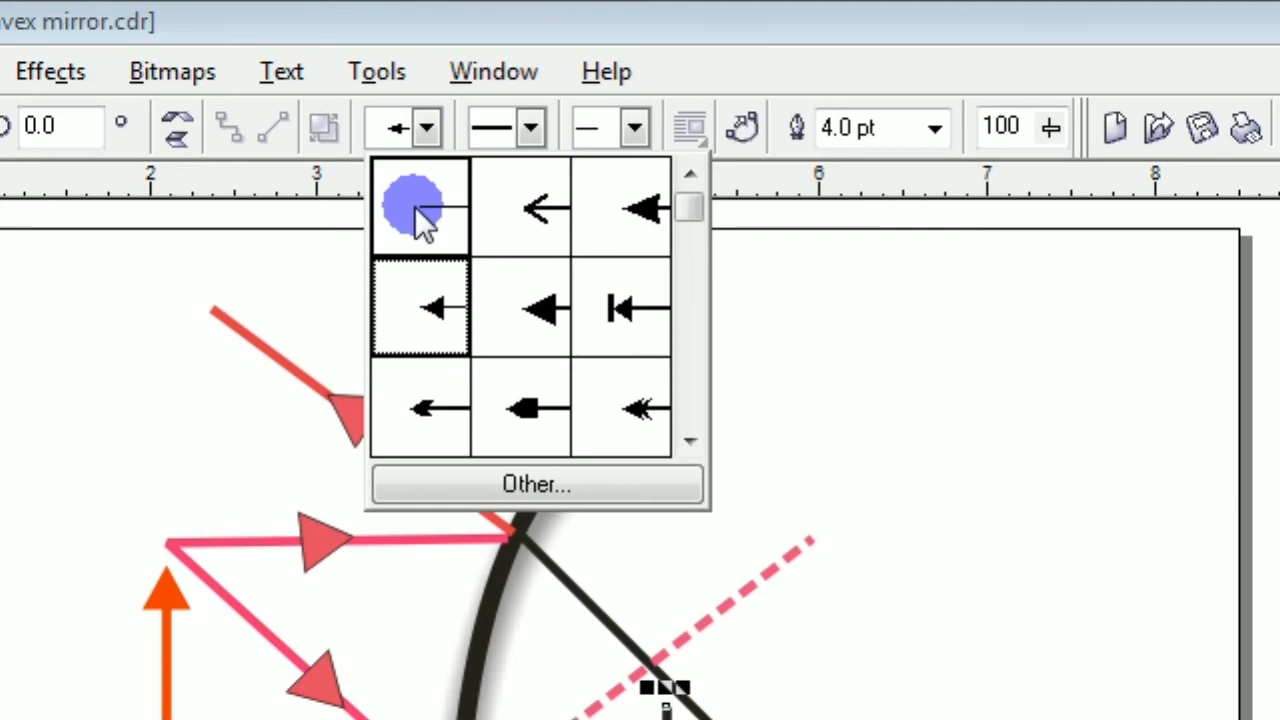 vex mirror.cdr]
Effects Bitmaps Text Tools Window Help
0.0 ° 4.0 pt 100
2 3 6 7 8
Other...